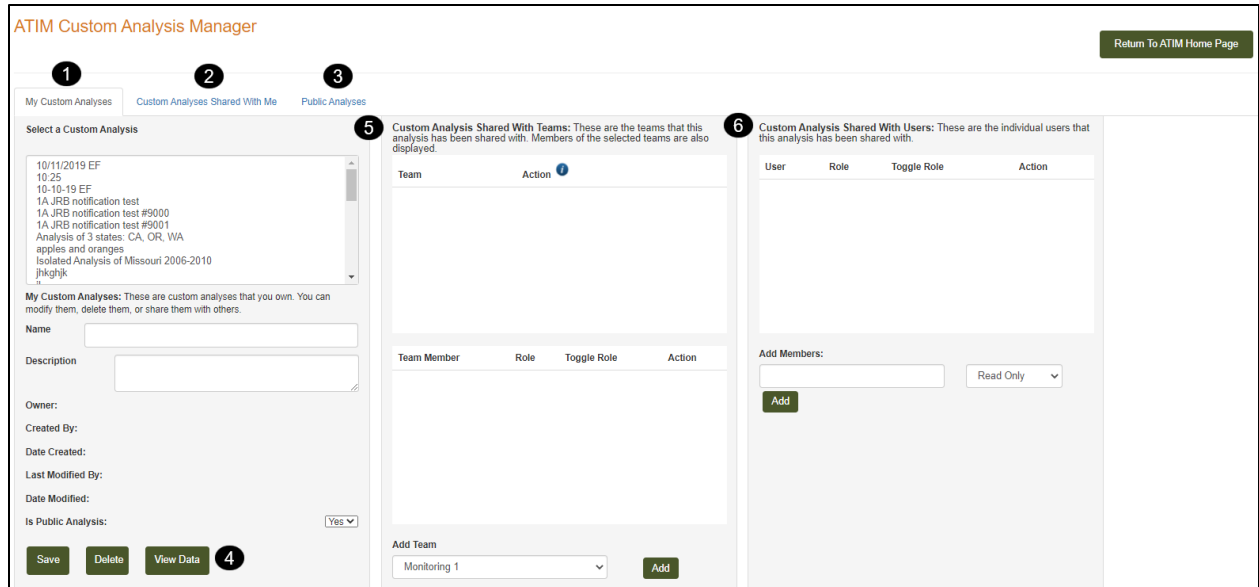 ATIM Custom Analysis Manager
Return To ATIM Home Page
1
2
3
My Custom Analyses
Custom Analyses Shared With Me
Public Analyses
Select a Custom Analysis
10/11/2019 EF
10:25
10-10-19 EF
1A JRB notification test
1A JRB notification test #9000
1A JRB notification test #9001
Analysis of 3 states: CA, OR, WA
apples and oranges
Isolated Analysis of Missouri 2006-2010
jhkghjk
My Custom Analyses: These are custom analyses that you own. You can
modify them, delete them, or share them with others.
Name
Description
Owner:
Created By:
Date Created:
Last Modified By:
Date Modified:
Is Public Analysis:
Yes
Save
Delete
View Data
4
5
Custom Analysis Shared With Teams: These are the teams that this
analysis has been shared with. Members of the selected teams are also
displayed.
Team
Action
i
Team Member
Role
Toggle Role
Action
Add Team
Monitoring 1
Add
6
Custom Analysis Shared With Users: These are the individual users that
this analysis has been shared with.
User
Role
Toggle Role
Action
Add Members:
Read Only
Add